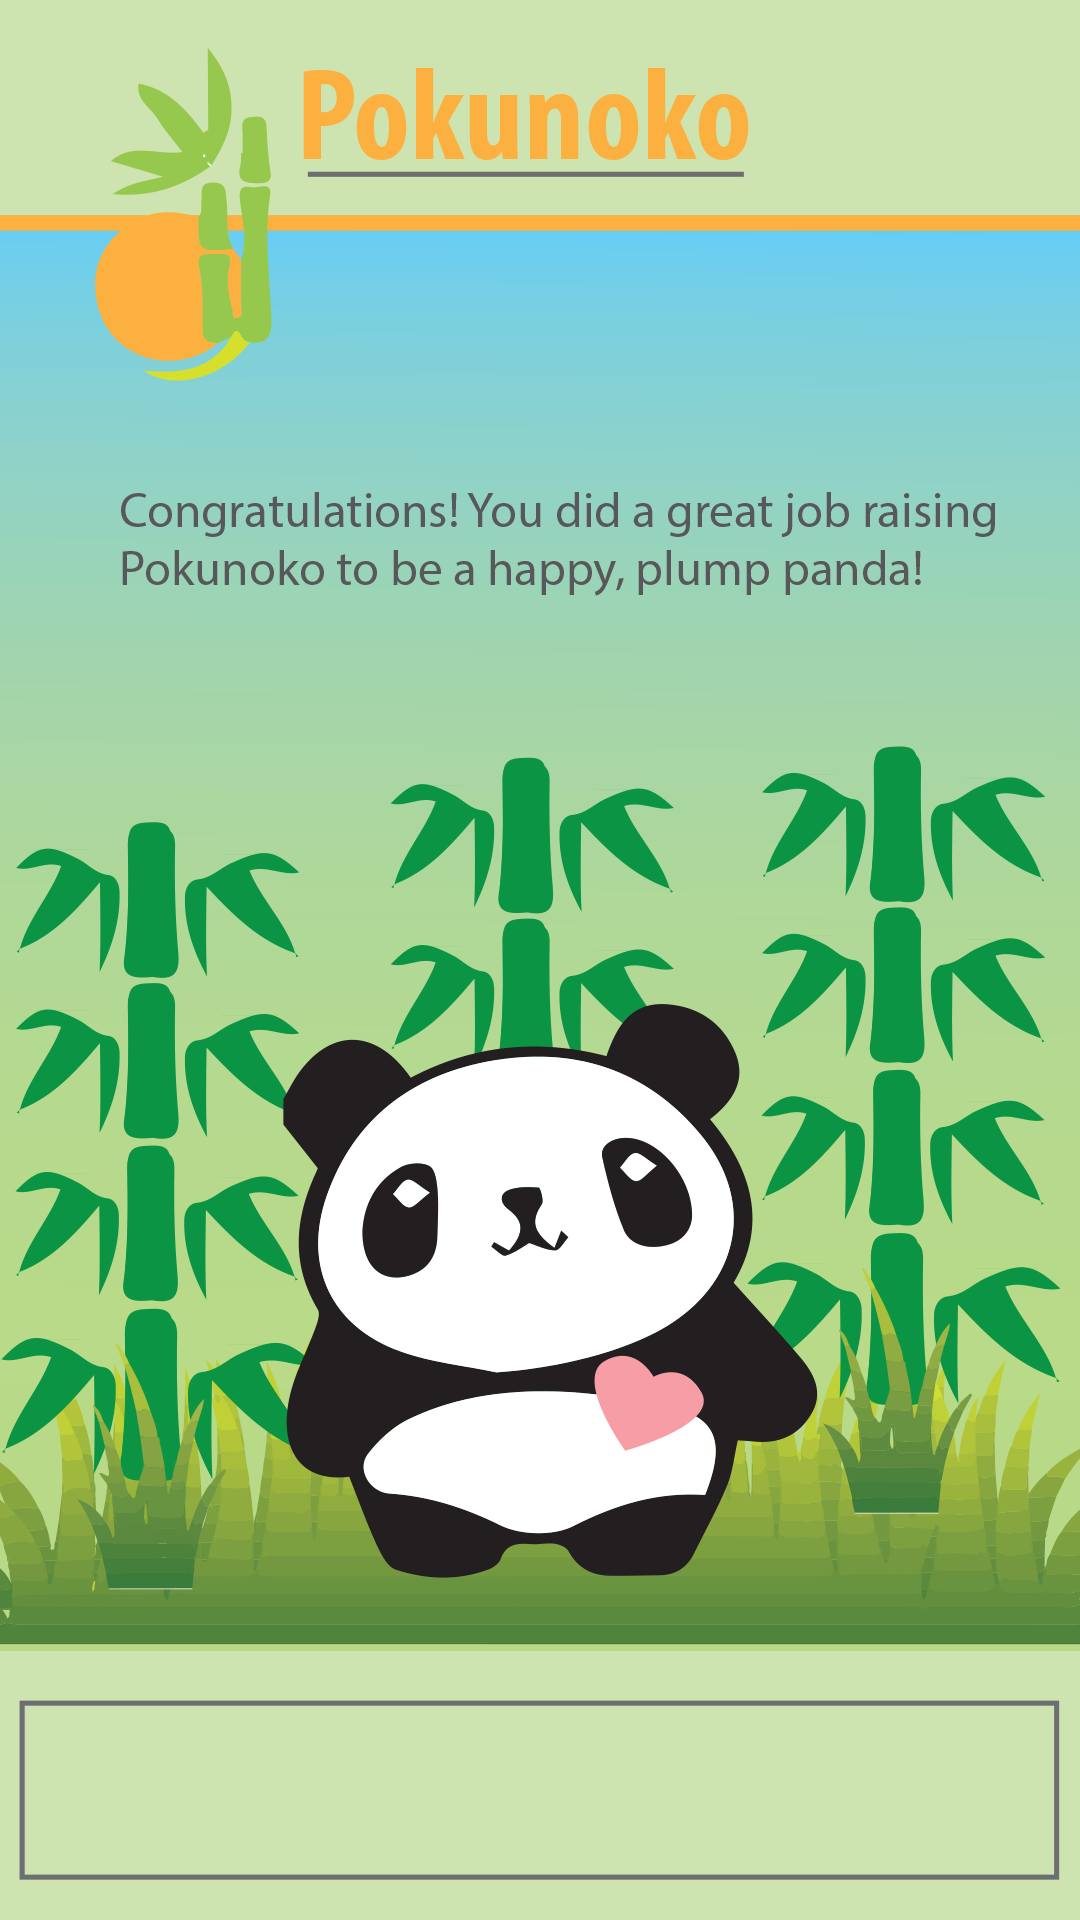 Pokunoko
Congratulations! You did a great job raising
Pokunoko to be a happy, plump panda!